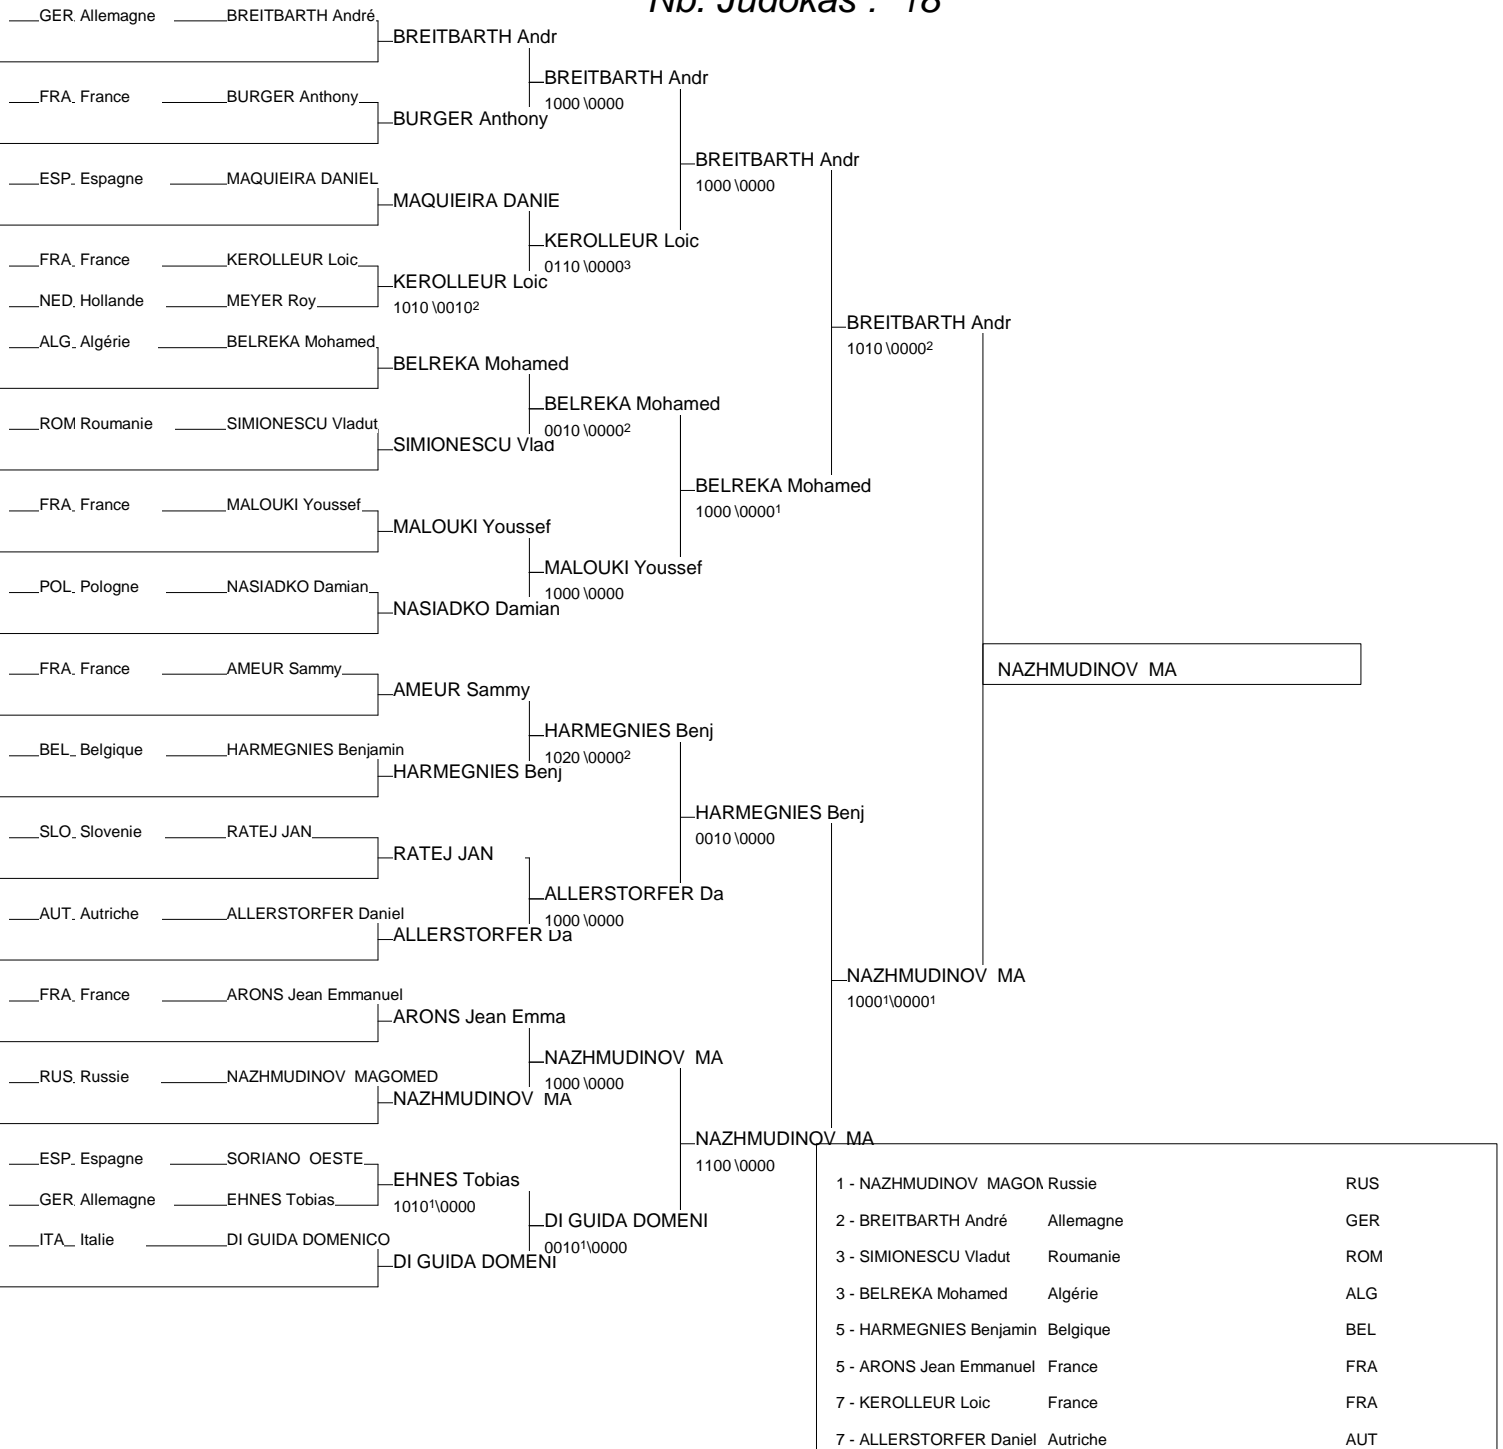 Nb. Judokas : 18
GER Allemagne BREITBARTH André
BREITBARTH Andr
BREITBARTH Andr
1000 \0000
FRA France BURGER Anthony
BURGER Anthony
BREITBARTH Andr
1000 \0000
ESP Espagne MAQUIEIRA DANIEL
MAQUIEIRA DANIE
KEROLLEUR Loic
0110 \0000³
FRA France KEROLLEUR Loic
KEROLLEUR Loic
1010 \0010²
NED Hollande MEYER Roy
BREITBARTH Andr
1010 \0000²
ALG Algérie BELREKA Mohamed
BELREKA Mohamed
BELREKA Mohamed
0010 \0000²
ROM Roumanie SIMIONESCU Vladut
SIMIONESCU Vlad
BELREKA Mohamed
1000 \0000¹
FRA France MALOUKI Youssef
MALOUKI Youssef
MALOUKI Youssef
1000 \0000
POL Pologne NASIADKO Damian
NASIADKO Damian
NAZHMUDINOV MA
FRA France AMEUR Sammy
AMEUR Sammy
HARMEGNIES Benj
1020 \0000²
BEL Belgique HARMEGNIES Benjamin
HARMEGNIES Benj
HARMEGNIES Benj
0010 \0000
SLO Slovenie RATEJ JAN
RATEJ JAN
ALLERSTORFER Da
1000 \0000
AUT Autriche ALLERSTORFER Daniel
ALLERSTORFER Da
NAZHMUDINOV MA
1000¹\0000¹
FRA France ARONS Jean Emmanuel
ARONS Jean Emma
NAZHMUDINOV MA
1000 \0000
RUS Russie NAZHMUDINOV MAGOMED
NAZHMUDINOV MA
NAZHMUDINOV MA
1100 \0000
ESP Espagne SORIANO OESTE
EHNES Tobias
1010¹\0000
GER Allemagne EHNES Tobias
DI GUIDA DOMENI
0010¹\0000
ITA Italie DI GUIDA DOMENICO
DI GUIDA DOMENI
1 - NAZHMUDINOV MAGOM Russie RUS
2 - BREITBARTH André Allemagne GER
3 - SIMIONESCU Vladut Roumanie ROM
3 - BELREKA Mohamed Algérie ALG
5 - HARMEGNIES Benjamin Belgique BEL
5 - ARONS Jean Emmanuel France FRA
7 - KEROLLEUR Loic France FRA
7 - ALLERSTORFER Daniel Autriche AUT